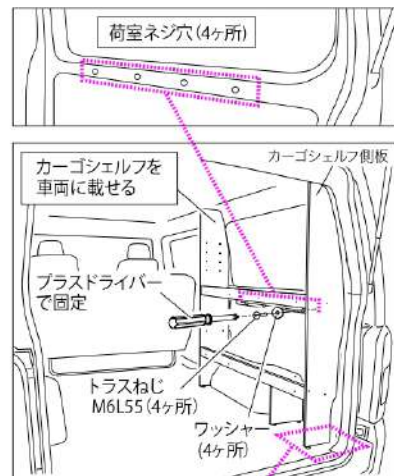 荷室ネジ穴(4ヶ所)
カーゴシェルフを
車両に載せる
カーゴシェルフ側板
プラスドライバー
で固定
トラスねじ
M6L55(4ヶ所)
ワッシャー
(4ヶ所)